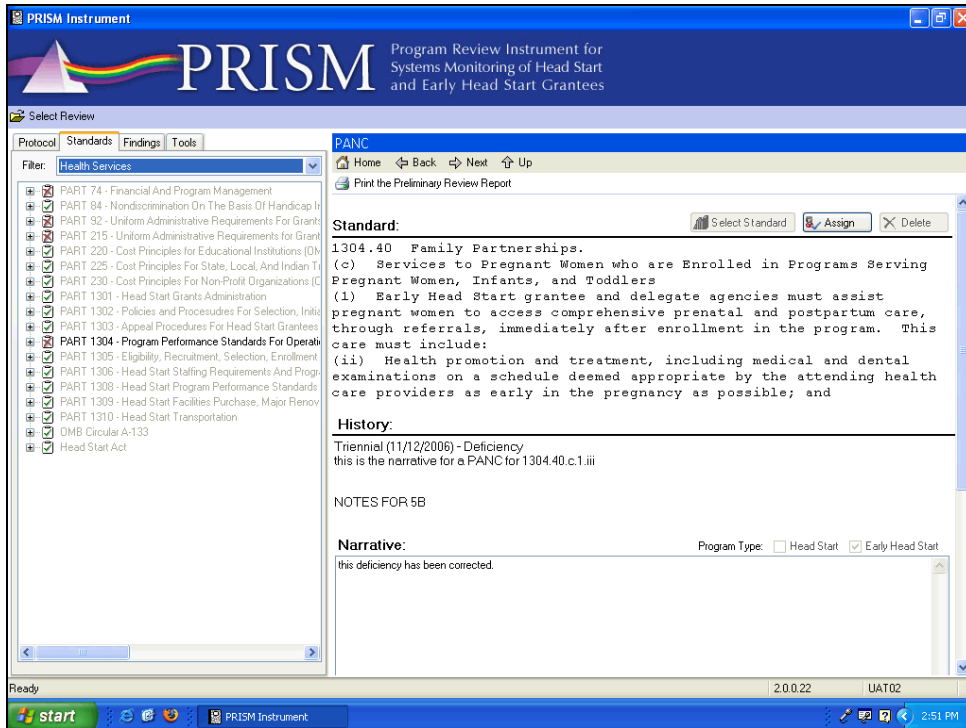 PRISM Instrument
PRISM
Program Review Instrument for
Systems Monitoring of Head Start
and Early Head Start Grantees
Select Review
Protocol Standards Findings Tools
Filter: Health Services
PART 74 - Financial And Program Management
PART 84 - Nondiscrimination On The Basis Of Handicap Ir
PART 92 - Uniform Administrative Requirements For Grants
PART 215 - Uniform Administrative Requirements for Grant
PART 220 - Cost Principles for Educational Institutions (OM
PART 225 - Cost Principles For State, Local, And Indian Ti
PART 230 - Cost Principles For Non-Profit Organizations (C
PART 1301 - Head Start Grants Administration
PART 1302 - Policies and Procesudres For Selection, Initia
PART 1303 - Appeal Procedures For Head Start Grantees
PART 1304 - Program Performance Standards For Operati
PART 1305 - Eligibility, Recruitment, Selection, Enrollment
PART 1306 - Head Start Staffing Requirements And Progr
PART 1308 - Head Start Program Performance Standards
PART 1309 - Head Start Facilities Purchase, Major Renov
PART 1310 - Head Start Transportation
OMB Circular A-133
Head Start Act
PANC
Home Back Next Up
Print the Preliminary Review Report
Standard: Select Standard Assign Delete
1304.40 Family Partnerships.
(c) Services to Pregnant Women who are Enrolled in Programs Serving
Pregnant Women, Infants, and Toddlers
(1) Early Head Start grantee and delegate agencies must assist
pregnant women to access comprehensive prenatal and postpartum care,
through referrals, immediately after enrollment in the program. This
care must include:
(ii) Health promotion and treatment, including medical and dental
examinations on a schedule deemed appropriate by the attending health
care providers as early in the pregnancy as possible; and
History:
Triennial (11/12/2006) - Deficiency
this is the narrative for a PANC for 1304.40.c.1.iii
NOTES FOR 5B
Narrative: Program Type: Head Start Early Head Start
this deficiency has been corrected.
Ready 2.0.0.22 UAT02
start PRISM Instrument 2:51 PM